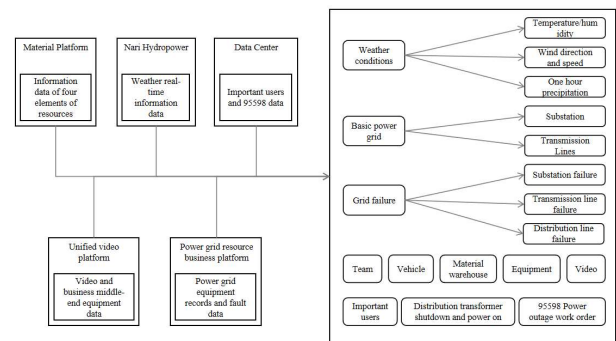 Material Platform
Information
data of four
elements of
resources
Nari Hydropower
Weather real-
time
information
data
Data Center
Important users
and 95598 data
Unified video
platform
Video and
business middle-
end equipment
data
Power grid resource
business platform
Power grid
equipment
records and fault
data
Weather
conditions
Temperature/hum
idity
Wind direction
and speed
One hour
precipitation
Basic power
grid
Substation
Transmission
Lines
Grid failure
Substation failure
Transmission line
failure
Distribution line
failure
Team
Vehicle
Material
warehouse
Equipment
Video
Important
users
Distribution transformer
shutdown and power on
95598 Power
outage work order